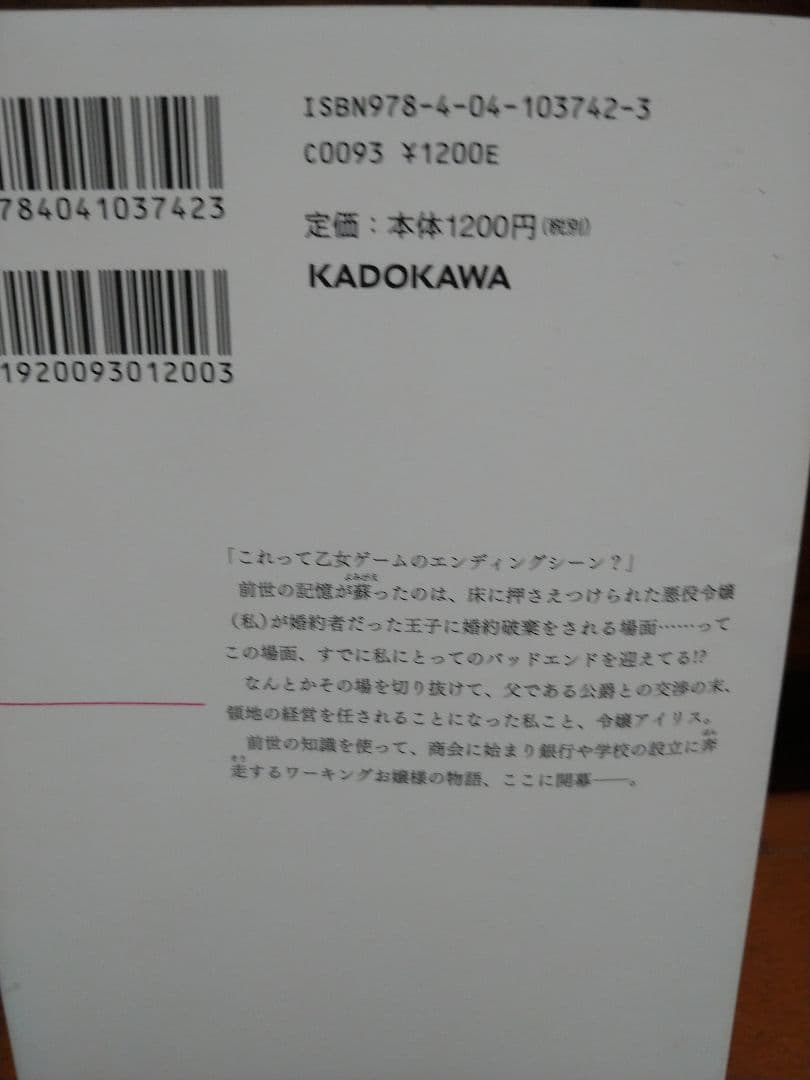 ISBN978-4-04-103742-3
C0093 ¥1200E
784041037423
定価：本体1200円(税別)
KADOKAWA
1920093012003
「これって乙女ゲームのエンディングシーン？」
よみがえ
前世の記憶が蘇ったのは、床に押さえつけられた悪役令嬢
（私）が婚約者だった王子に婚約破棄をされる場面……って
この場面、すでに私にとってのバッドエンドを迎えてる!?
なんとかその場を切り抜けて、父である公爵との交渉の末、
領地の経営を任されることになった私こと、令嬢アイリス。
ほん
前世の知識を使って、商会に始まり銀行や学校の設立に奔
そう
走するワーキングお嬢様の物語、ここに開幕――。